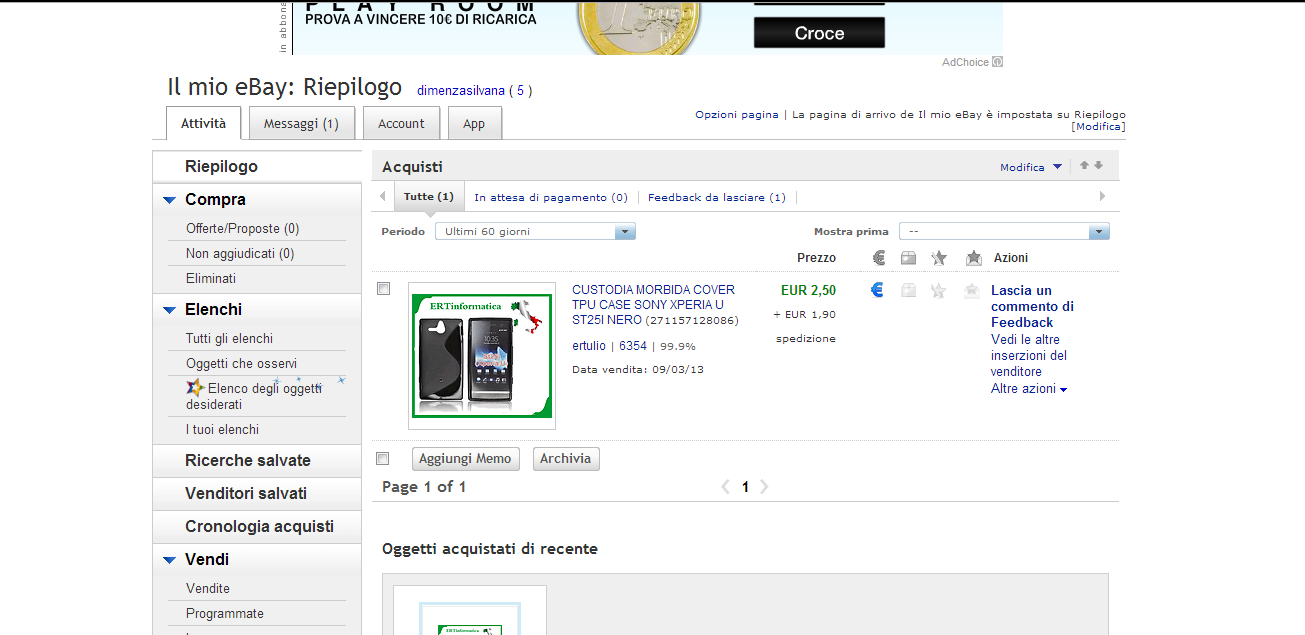 in abbona
PLAY ROOM
PROVA A VINCERE 10€ DI RICARICA
Croce
AdChoice
Il mio eBay: Riepilogo dimenzasilvana ( 5 )
Attività Messaggi (1) Account App
Opzioni pagina | La pagina di arrivo de Il mio eBay è impostata su Riepilogo
[Modifica]
Riepilogo
Compra
Offerte/Proposte (0)
Non aggiudicati (0)
Eliminati
Elenchi
Tutti gli elenchi
Oggetti che osservi
Elenco degli oggetti
desiderati
I tuoi elenchi
Ricerche salvate
Venditori salvati
Cronologia acquisti
Vendi
Vendite
Programmate
Acquisti Modifica
Tutte (1) In attesa di pagamento (0) Feedback da lasciare (1)
Periodo Ultimi 60 giorni Mostra prima --
Prezzo € Azioni
ERTinformatica
CUSTODIA MORBIDA COVER
TPU CASE SONY XPERIA U
ST25I NERO (271157128086)
ertulio | 6354 | 99.9%
Data vendita: 09/03/13
EUR 2,50
+ EUR 1,90
spedizione
€
Lascia un
commento di
Feedback
Vedi le altre
inserzioni del
venditore
Altre azioni
Aggiungi Memo Archivia
Page 1 of 1 1
Oggetti acquistati di recente
ERTinformatica